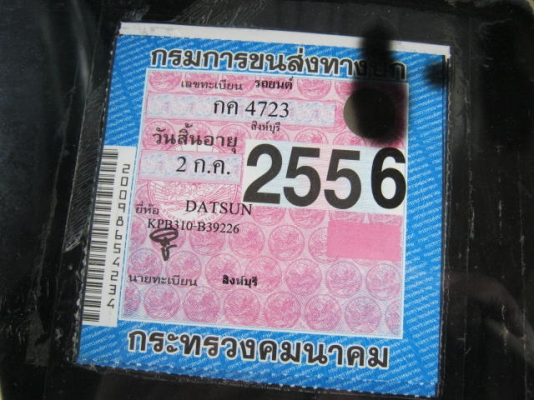 กรมการขนส่งทางบก
เลขทะเบียน รถยนต์
กค 4723
สิงห์บุรี
วันสิ้นอายุ
2 ก.ค. 2556
ยี่ห้อ DATSUN
KPB310-B39226
นายทะเบียน สิงห์บุรี
กระทรวงคมนาคม
20098654234